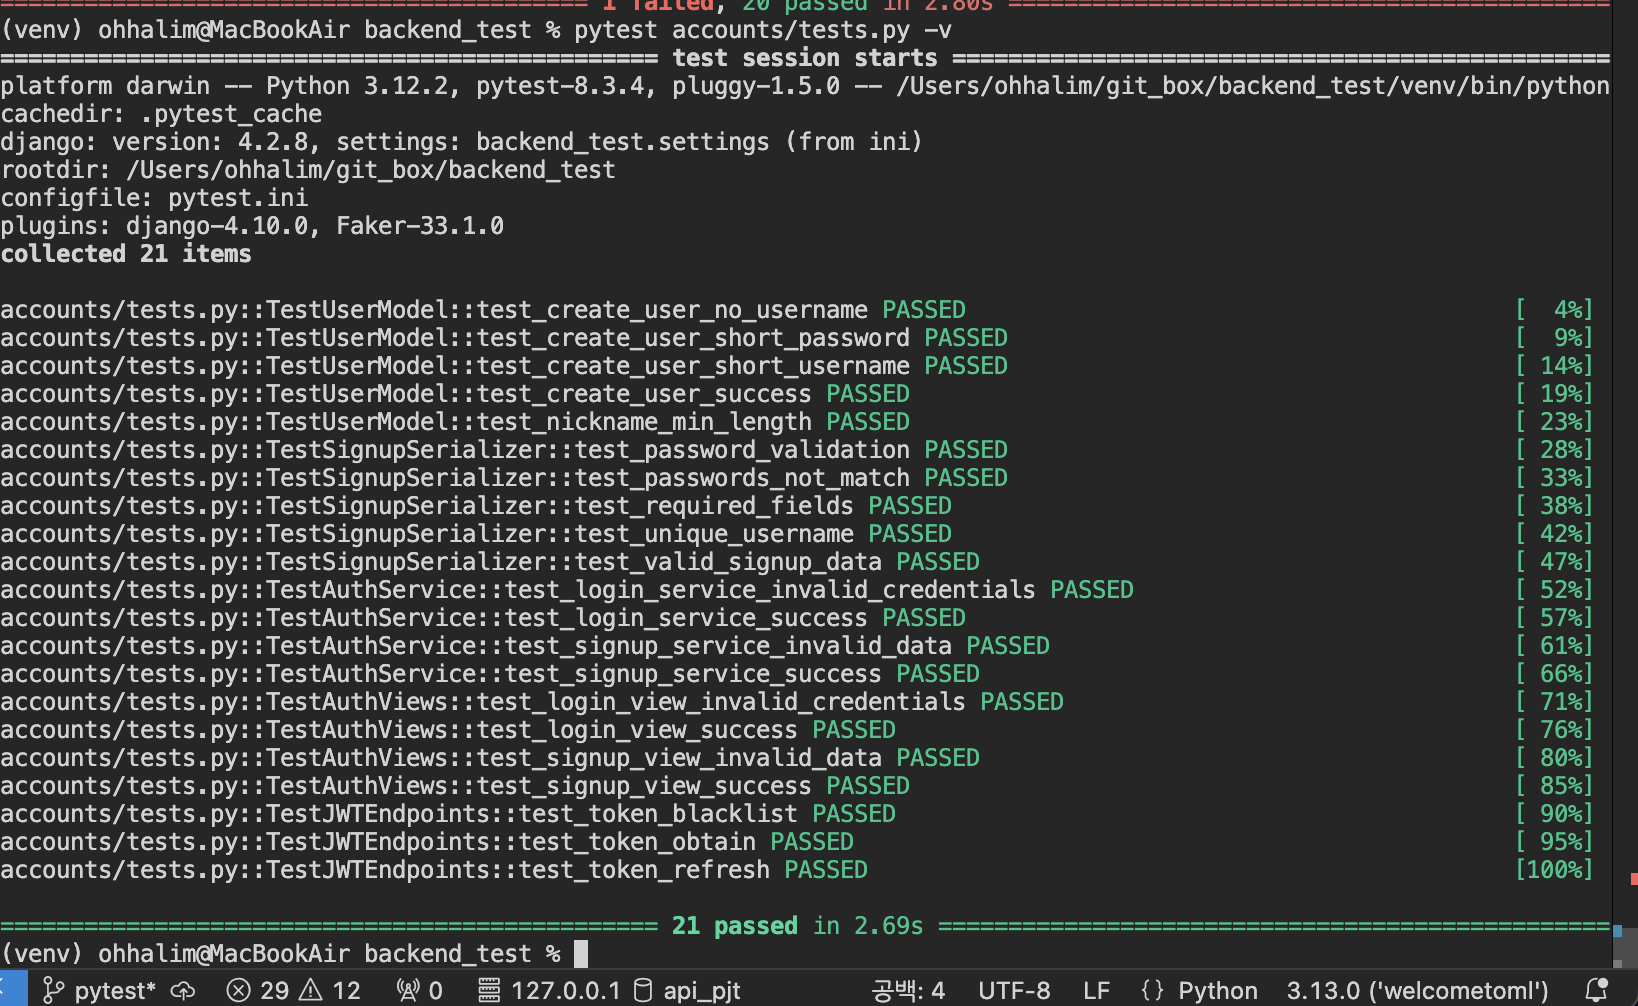 1 failed, 20 passed in 2.80s
(venv) ohhalim@MacBookAir backend_test % pytest accounts/tests.py -v
test session starts
platform darwin -- Python 3.12.2, pytest-8.3.4, pluggy-1.5.0 -- /Users/ohhalim/git_box/backend_test/venv/bin/python
cachedir: .pytest_cache
django: version: 4.2.8, settings: backend_test.settings (from ini)
rootdir: /Users/ohhalim/git_box/backend_test
configfile: pytest.ini
plugins: django-4.10.0, Faker-33.1.0
collected 21 items
accounts/tests.py::TestUserModel::test_create_user_no_username PASSED [  4%]
accounts/tests.py::TestUserModel::test_create_user_short_password PASSED [  9%]
accounts/tests.py::TestUserModel::test_create_user_short_username PASSED [ 14%]
accounts/tests.py::TestUserModel::test_create_user_success PASSED [ 19%]
accounts/tests.py::TestUserModel::test_nickname_min_length PASSED [ 23%]
accounts/tests.py::TestSignupSerializer::test_password_validation PASSED [ 28%]
accounts/tests.py::TestSignupSerializer::test_passwords_not_match PASSED [ 33%]
accounts/tests.py::TestSignupSerializer::test_required_fields PASSED [ 38%]
accounts/tests.py::TestSignupSerializer::test_unique_username PASSED [ 42%]
accounts/tests.py::TestSignupSerializer::test_valid_signup_data PASSED [ 47%]
accounts/tests.py::TestAuthService::test_login_service_invalid_credentials PASSED [ 52%]
accounts/tests.py::TestAuthService::test_login_service_success PASSED [ 57%]
accounts/tests.py::TestAuthService::test_signup_service_invalid_data PASSED [ 61%]
accounts/tests.py::TestAuthService::test_signup_service_success PASSED [ 66%]
accounts/tests.py::TestAuthViews::test_login_view_invalid_credentials PASSED [ 71%]
accounts/tests.py::TestAuthViews::test_login_view_success PASSED [ 76%]
accounts/tests.py::TestAuthViews::test_signup_view_invalid_data PASSED [ 80%]
accounts/tests.py::TestAuthViews::test_signup_view_success PASSED [ 85%]
accounts/tests.py::TestJWTEndpoints::test_token_blacklist PASSED [ 90%]
accounts/tests.py::TestJWTEndpoints::test_token_obtain PASSED [ 95%]
accounts/tests.py::TestJWTEndpoints::test_token_refresh PASSED [100%]
21 passed in 2.69s
(venv) ohhalim@MacBookAir backend_test %
pytest* 29 12 0 127.0.0.1 api_pjt 공백: 4 UTF-8 LF {} Python 3.13.0 ('welcometoml')